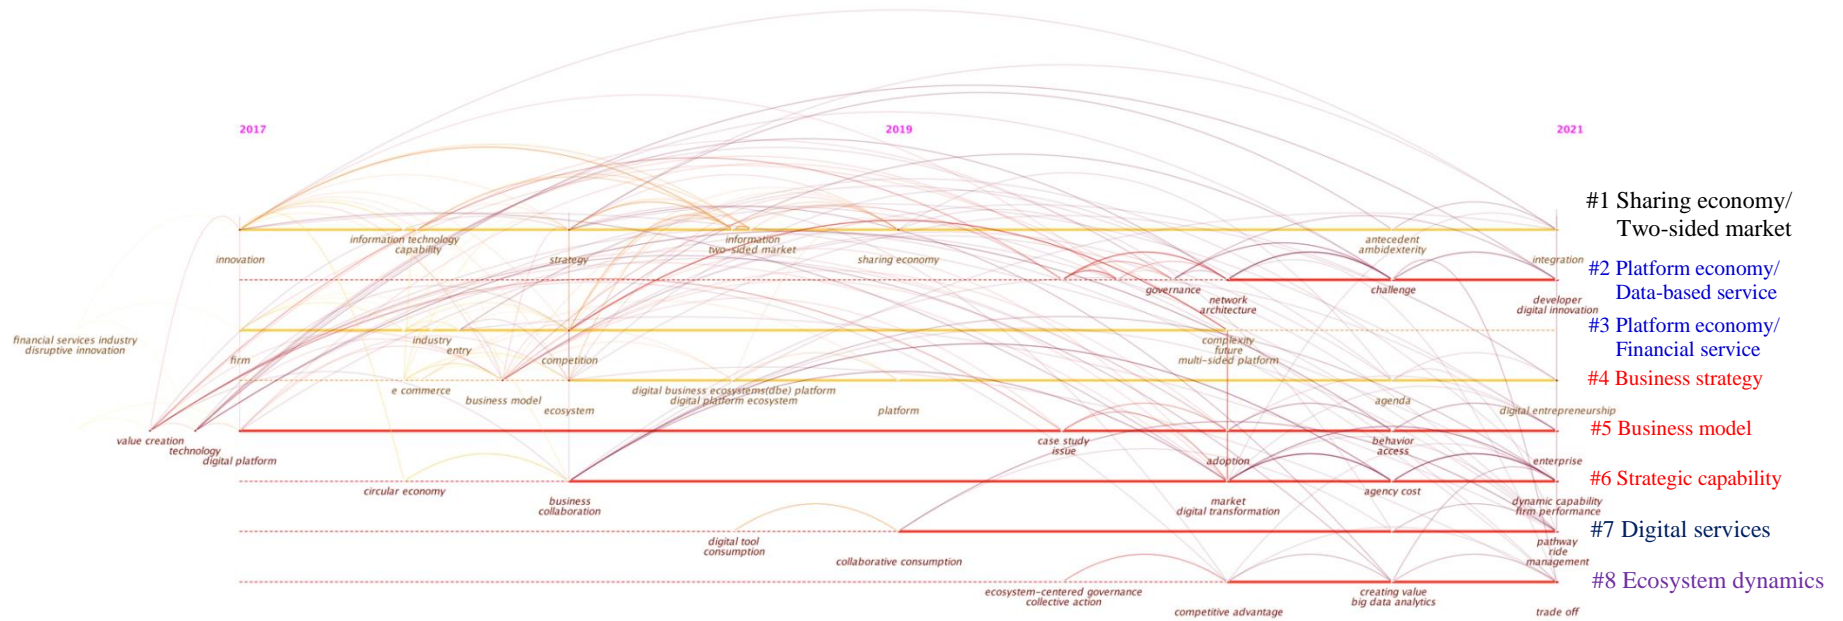 2017
2019
2021
#1 Sharing economy/
Two-sided market
information technology
capability
information
two-sided market
antecedent
ambidexterity
innovation
strategy
sharing economy
integration
#2 Platform economy/
Data-based service
governance
network
architecture
challenge
developer
digital innovation
#3 Platform economy/
Financial service
financial services industry
disruptive innovation
industry
entry
complexity
future
multi-sided platform
firm
competition
#4 Business strategy
e commerce
business model
ecosystem
digital business ecosystems(dbe) platform
digital platform ecosystem
platform
agenda
digital entrepreneurship
#5 Business model
value creation
technology
digital platform
case study
issue
behavior
access
adoption
enterprise
#6 Strategic capability
circular economy
business
collaboration
market
digital transformation
agency cost
dynamic capability
firm performance
#7 Digital services
digital tool
consumption
collaborative consumption
pathway
ride
management
#8 Ecosystem dynamics
ecosystem-centered governance
collective action
competitive advantage
creating value
big data analytics
trade off